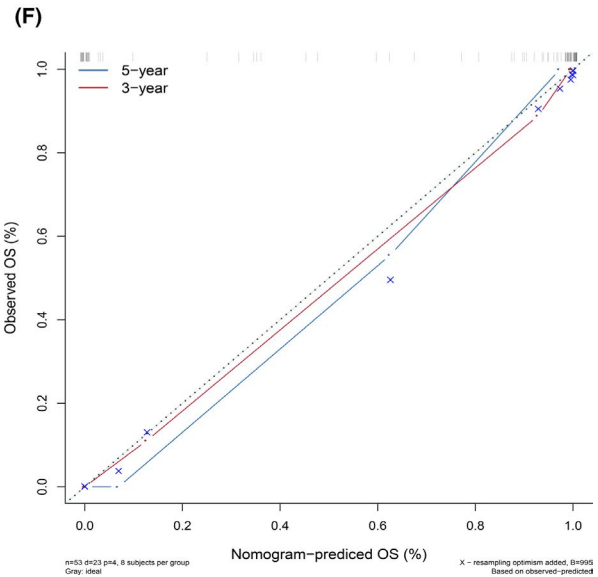 (F)
5−year
3−year
1.0
0.8
0.6
0.4
0.2
0.0
Observed OS (%)
0.0 0.2 0.4 0.6 0.8 1.0
Nomogram−prediced OS (%)
n=53 d=23 p=4, 8 subjects per group
Gray: ideal
X − resampling optimism added, B=995
Based on observed−predicted